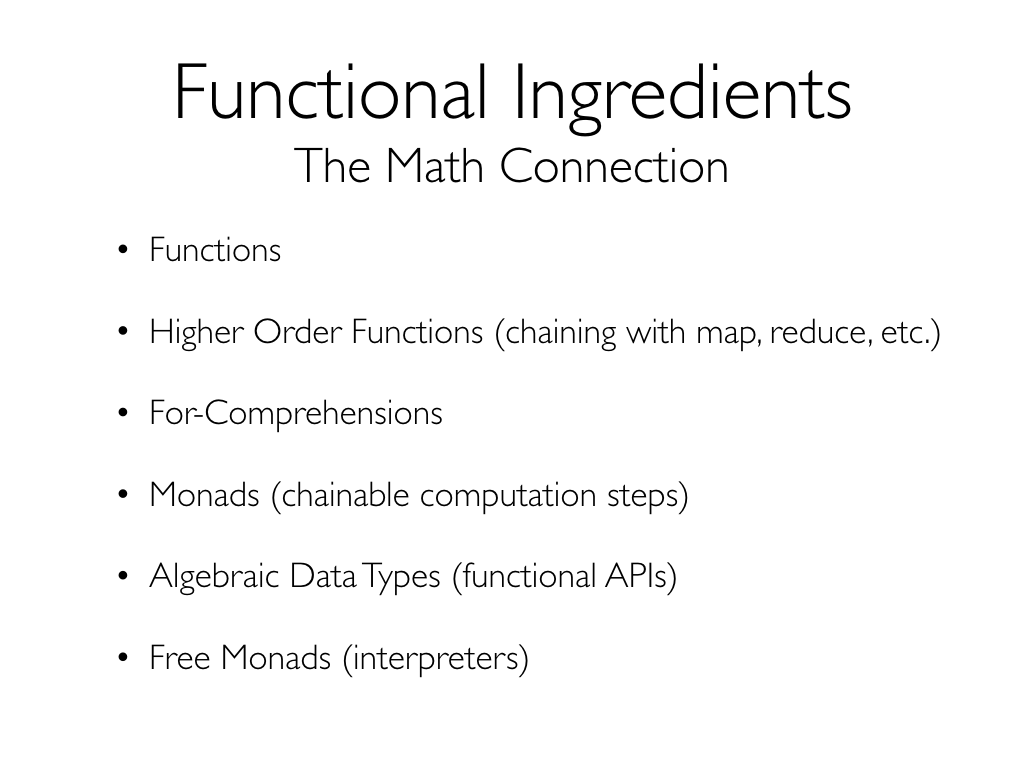 Functional Ingredients
The Math Connection
• Functions
• Higher Order Functions (chaining with map, reduce, etc.)
• For-Comprehensions
• Monads (chainable computation steps)
• Algebraic Data Types (functional APIs)
• Free Monads (interpreters)